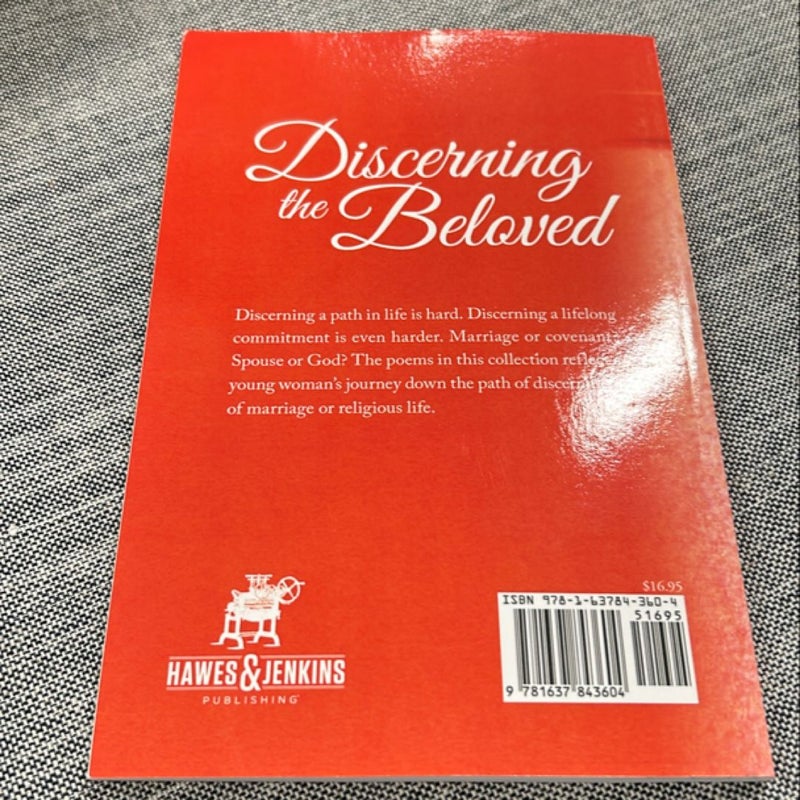 Discerning
the Beloved
Discerning a path in life is hard. Discerning a lifelong
commitment is even harder. Marriage or covenant?
Spouse or God? The poems in this collection
young woman's journey down the path of
of marriage or religious life.
$16.95
ISBN 978-1-63784-360-4
51695
9 781637 843604
HAWES & JENKINS
PUBLISHING